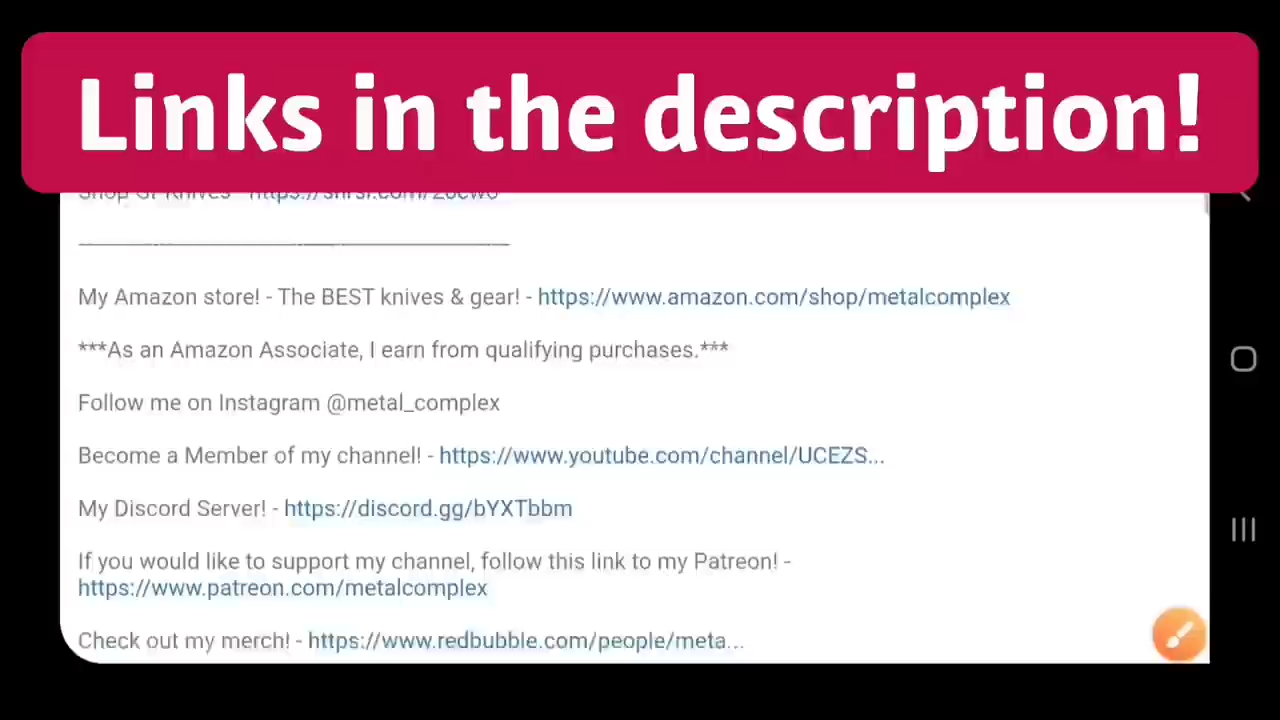 Links in the description!
My Amazon store! - The BEST knives & gear! - https://www.amazon.com/shop/metalcomplex
***As an Amazon Associate, I earn from qualifying purchases.***
Follow me on Instagram @metal_complex
Become a Member of my channel! - https://www.youtube.com/channel/UCEZS...
My Discord Server! - https://discord.gg/bYXTbbm
If you would like to support my channel, follow this link to my Patreon! -
https://www.patreon.com/metalcomplex
Check out my merch! - https://www.redbubble.com/people/meta...